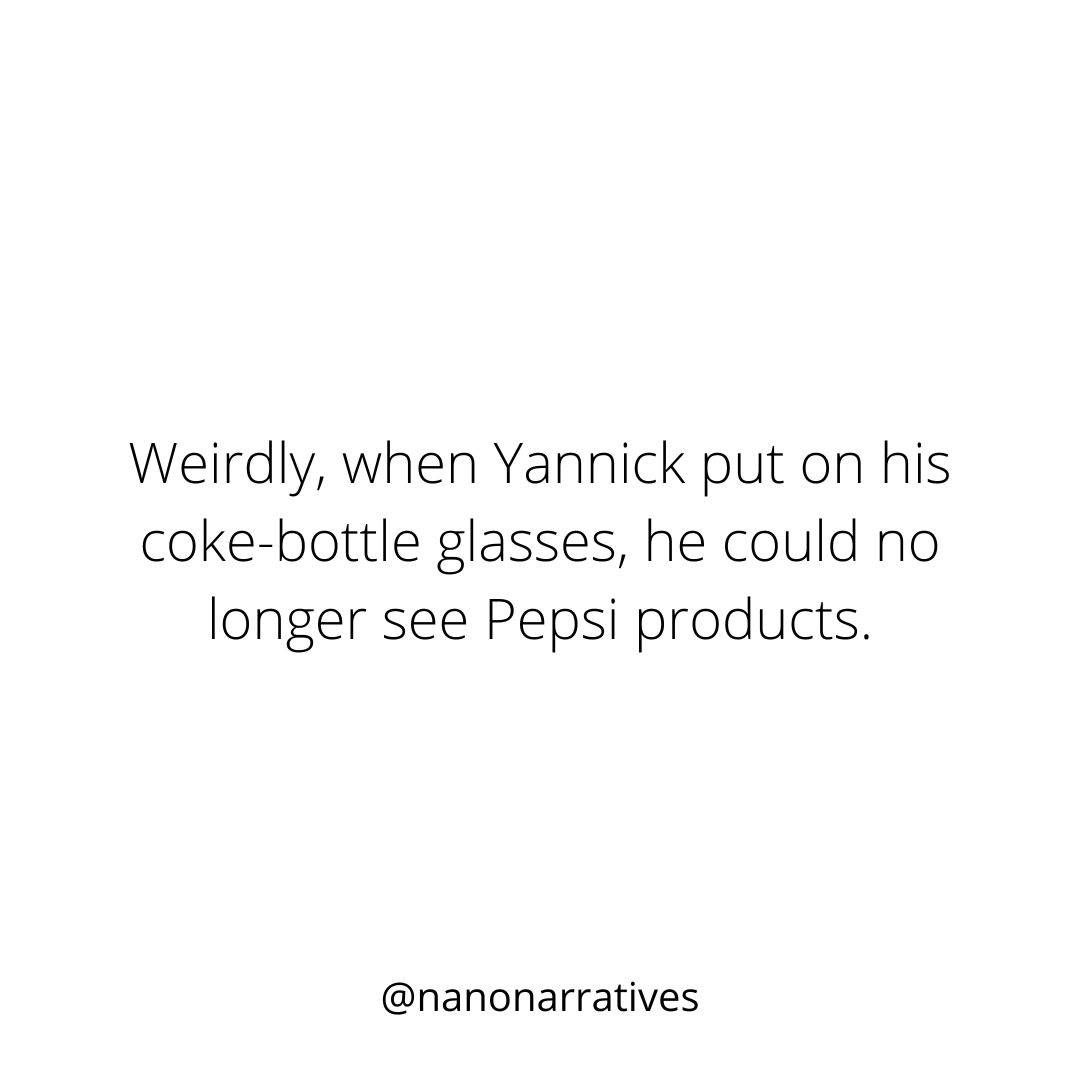 Weirdly, when Yannick put on his
coke-bottle glasses, he could no
longer see Pepsi products.
@nanonarratives